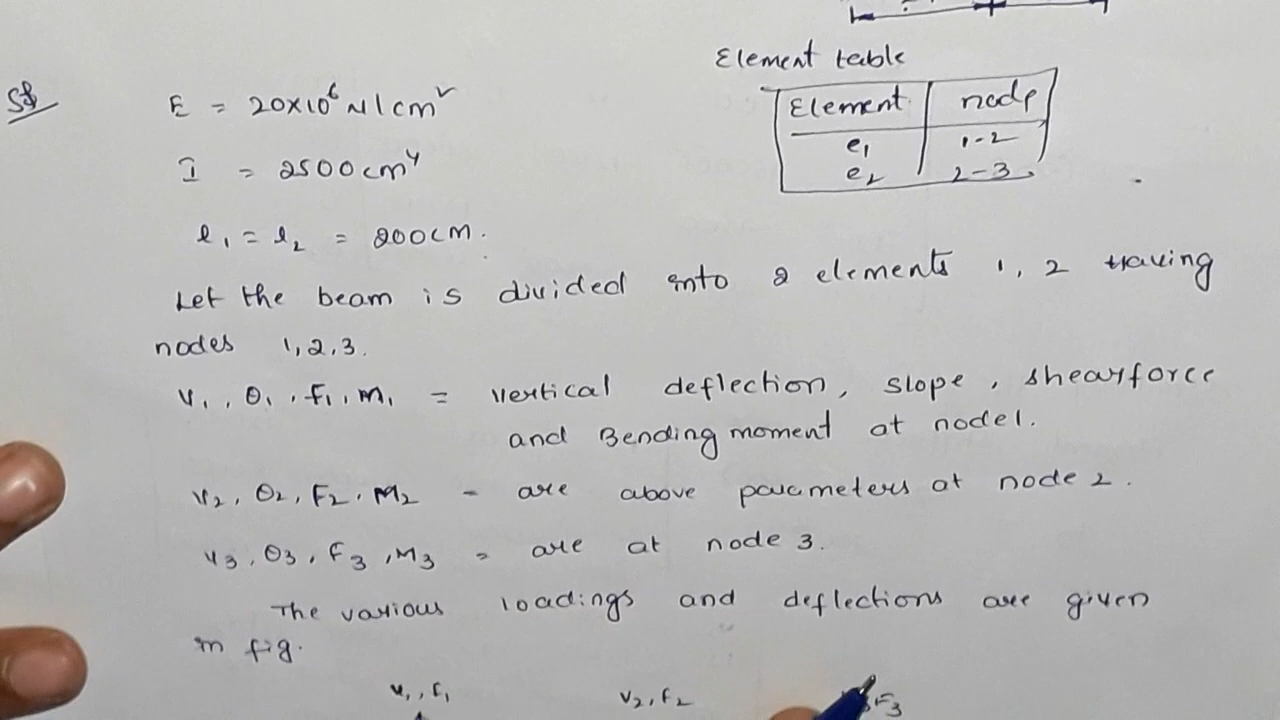 Element table
Element node
e₁ 1-2
e₂ 2-3
Sol
E = 20×10⁶ N/cm²
I = 2500 cm⁴
l₁ = l₂ = 200cm.
Let the beam is divided into 2 elements 1, 2 having
nodes 1,2,3.
v₁, θ₁, F₁, m₁ = vertical deflection, slope, shearforce
and Bending moment at node1.
v₂, θ₂, F₂, M₂ - are above parameters at node 2.
v₃, θ₃, F₃, M₃ = are at node 3.
The various loadings and deflections are given
in fig.
v₁, F₁ v₂, F₂ F₃